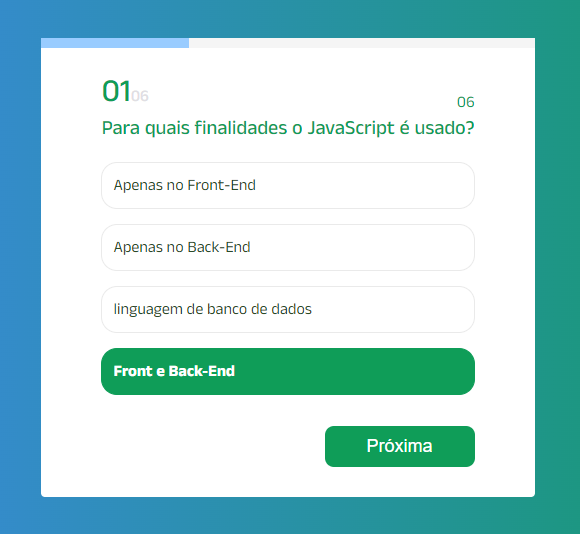 0106
06
Para quais finalidades o JavaScript é usado?
Apenas no Front-End
Apenas no Back-End
linguagem de banco de dados
Front e Back-End
Próxima